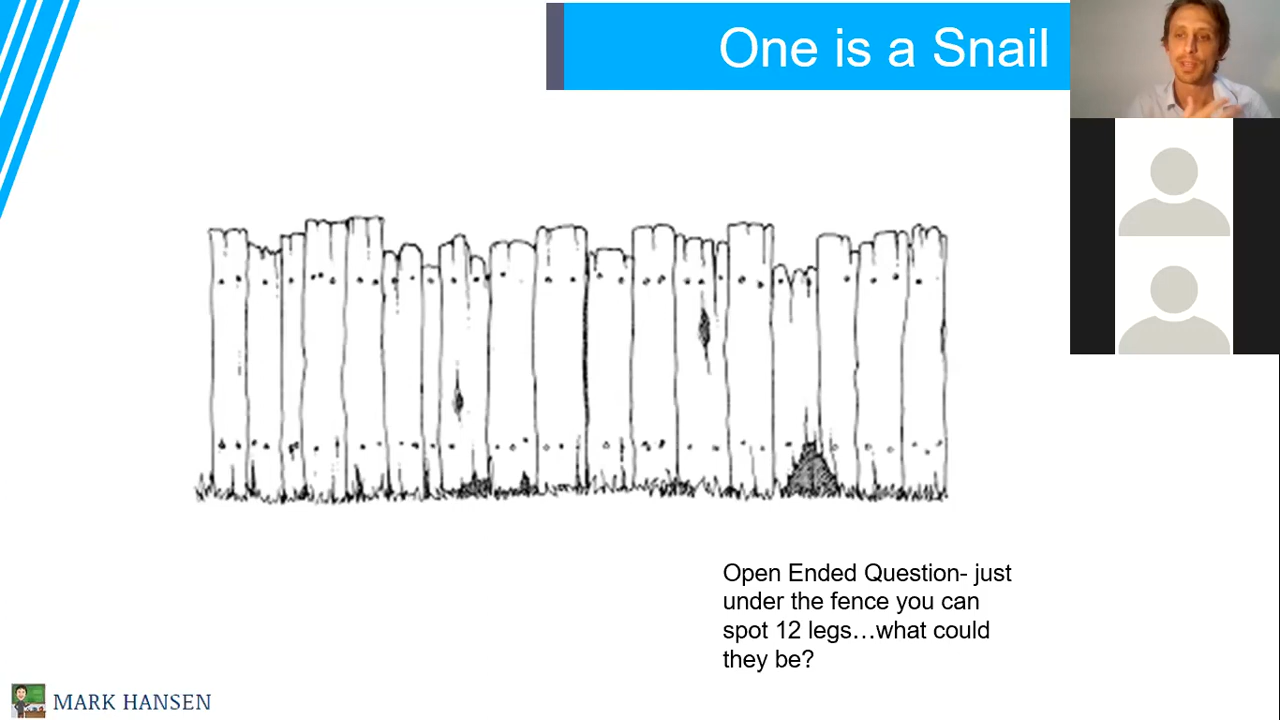 One is a Snail
Open Ended Question- just
under the fence you can
spot 12 legs…what could
they be?
MARK HANSEN